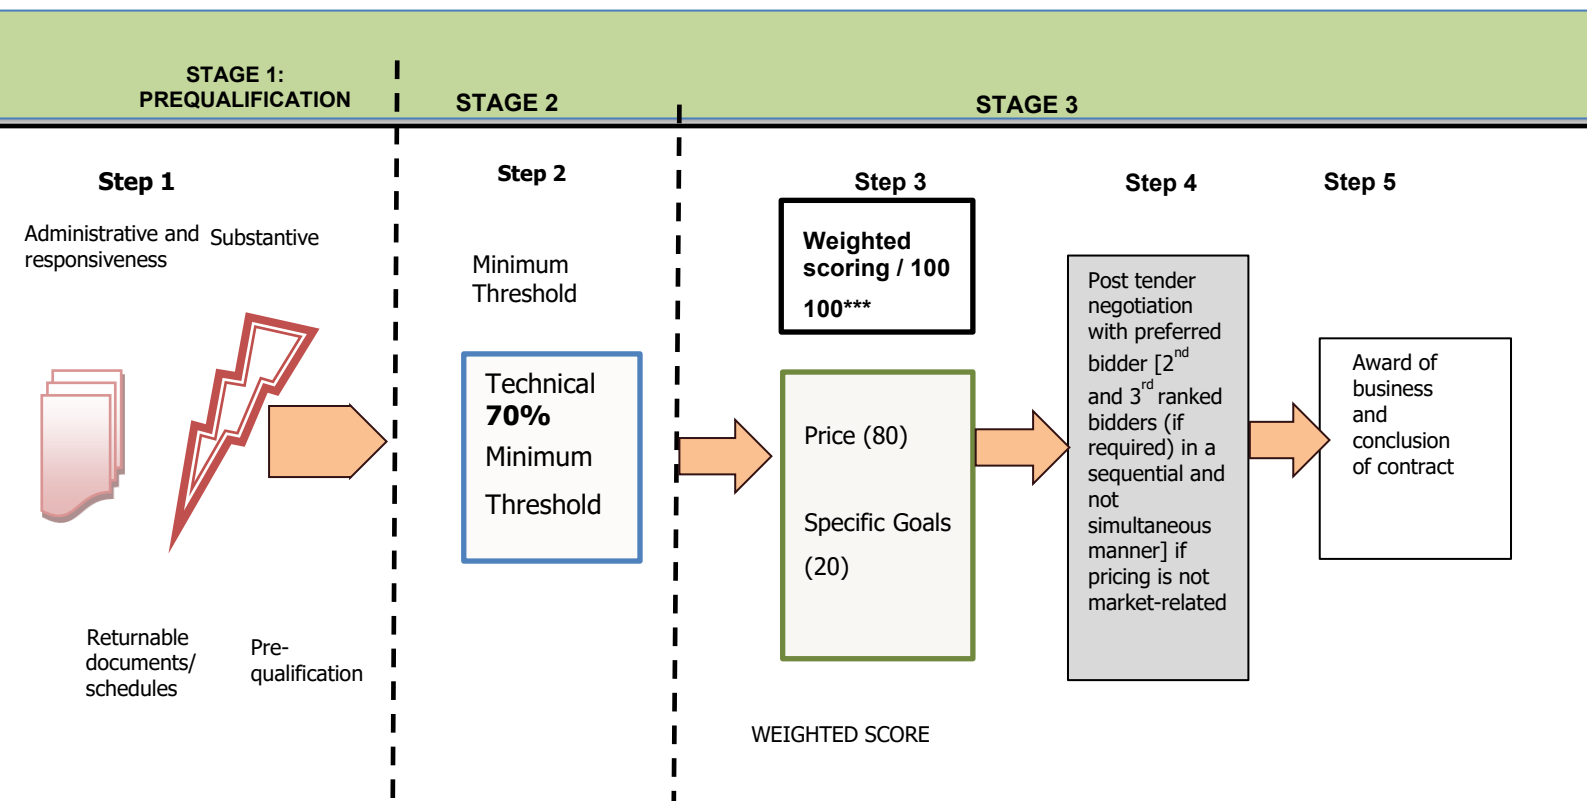 STAGE 1:
PREQUALIFICATION
STAGE 2
STAGE 3
Step 1
Administrative and
responsiveness
Substantive
Returnable
documents/
schedules
Pre-
qualification
Step 2
Minimum
Threshold
Technical
70%
Minimum
Threshold
Step 3
Weighted
scoring / 100
100***
Price (80)
Specific Goals
(20)
WEIGHTED SCORE
Step 4
Post tender
negotiation
with preferred
bidder [2nd
and 3rd ranked
bidders (if
required) in a
sequential and
not
simultaneous
manner] if
pricing is not
market-related
Step 5
Award of
business
and
conclusion
of contract